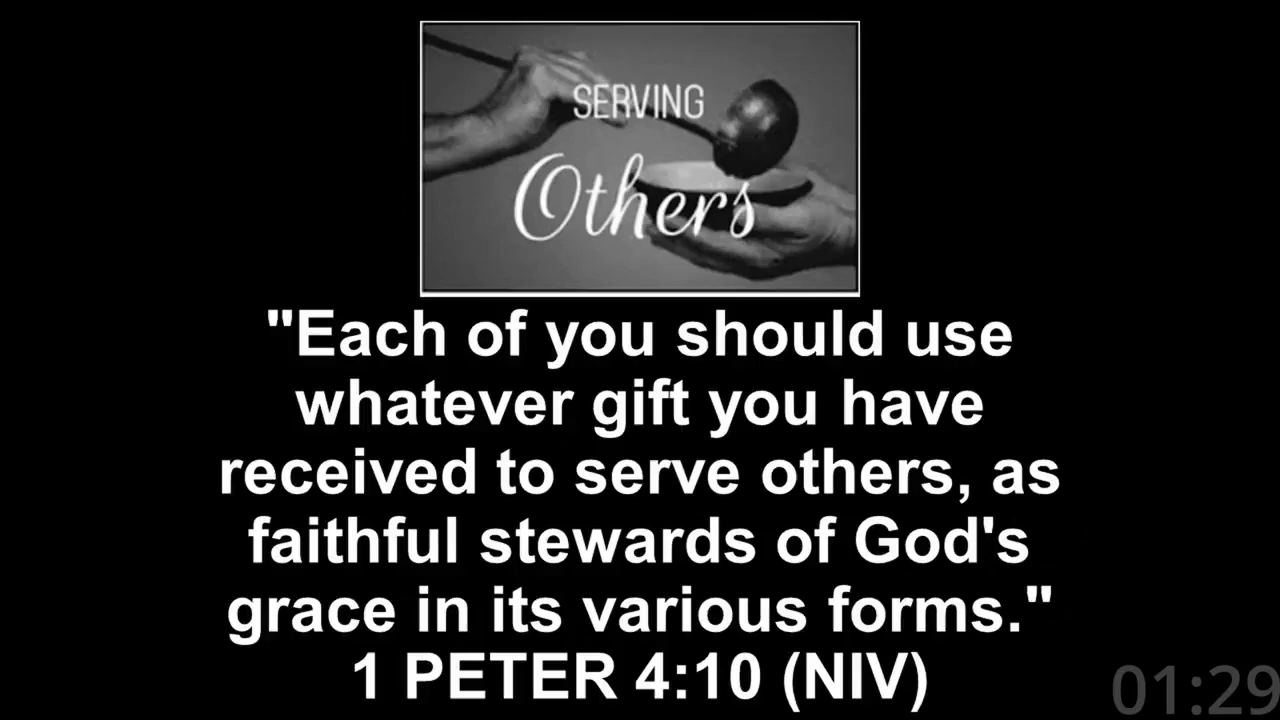 SERVING
Others
"Each of you should use
whatever gift you have
received to serve others, as
faithful stewards of God's
grace in its various forms."
1 PETER 4:10 (NIV)
01:29